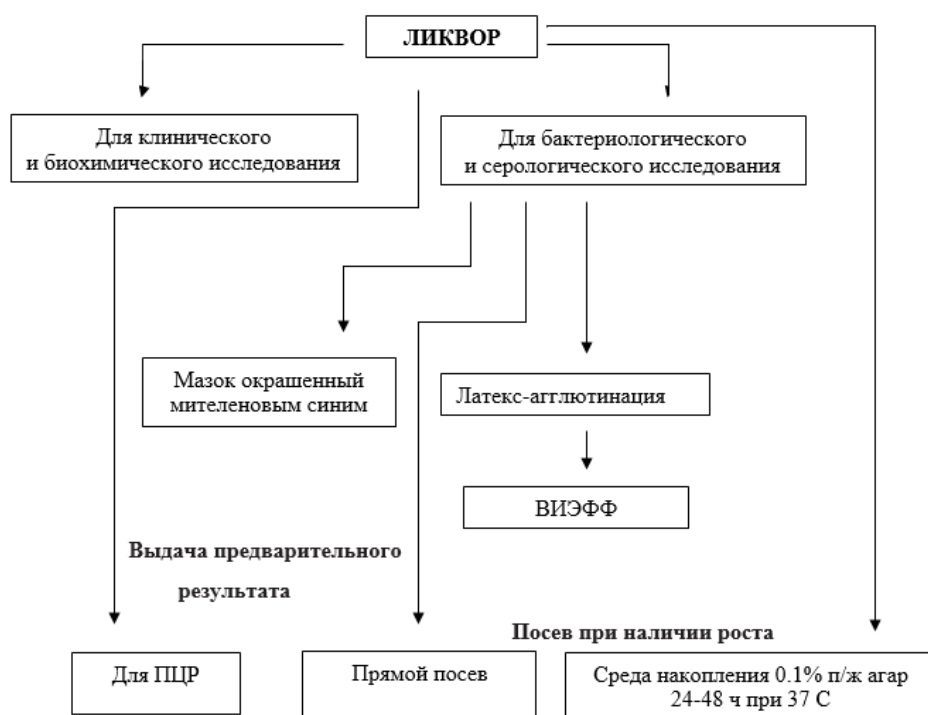 ЛИКВОР
Для клинического
и биохимического исследования
Для бактериологического
и серологического исследования
Мазок окрашенный
мителеновым синим
Латекс-агглютинация
ВИЭФФ
Выдача предварительного
результата
Посев при наличии роста
Для ПЦР
Прямой посев
Среда накопления 0.1% п/ж агар
24-48 ч при 37 С